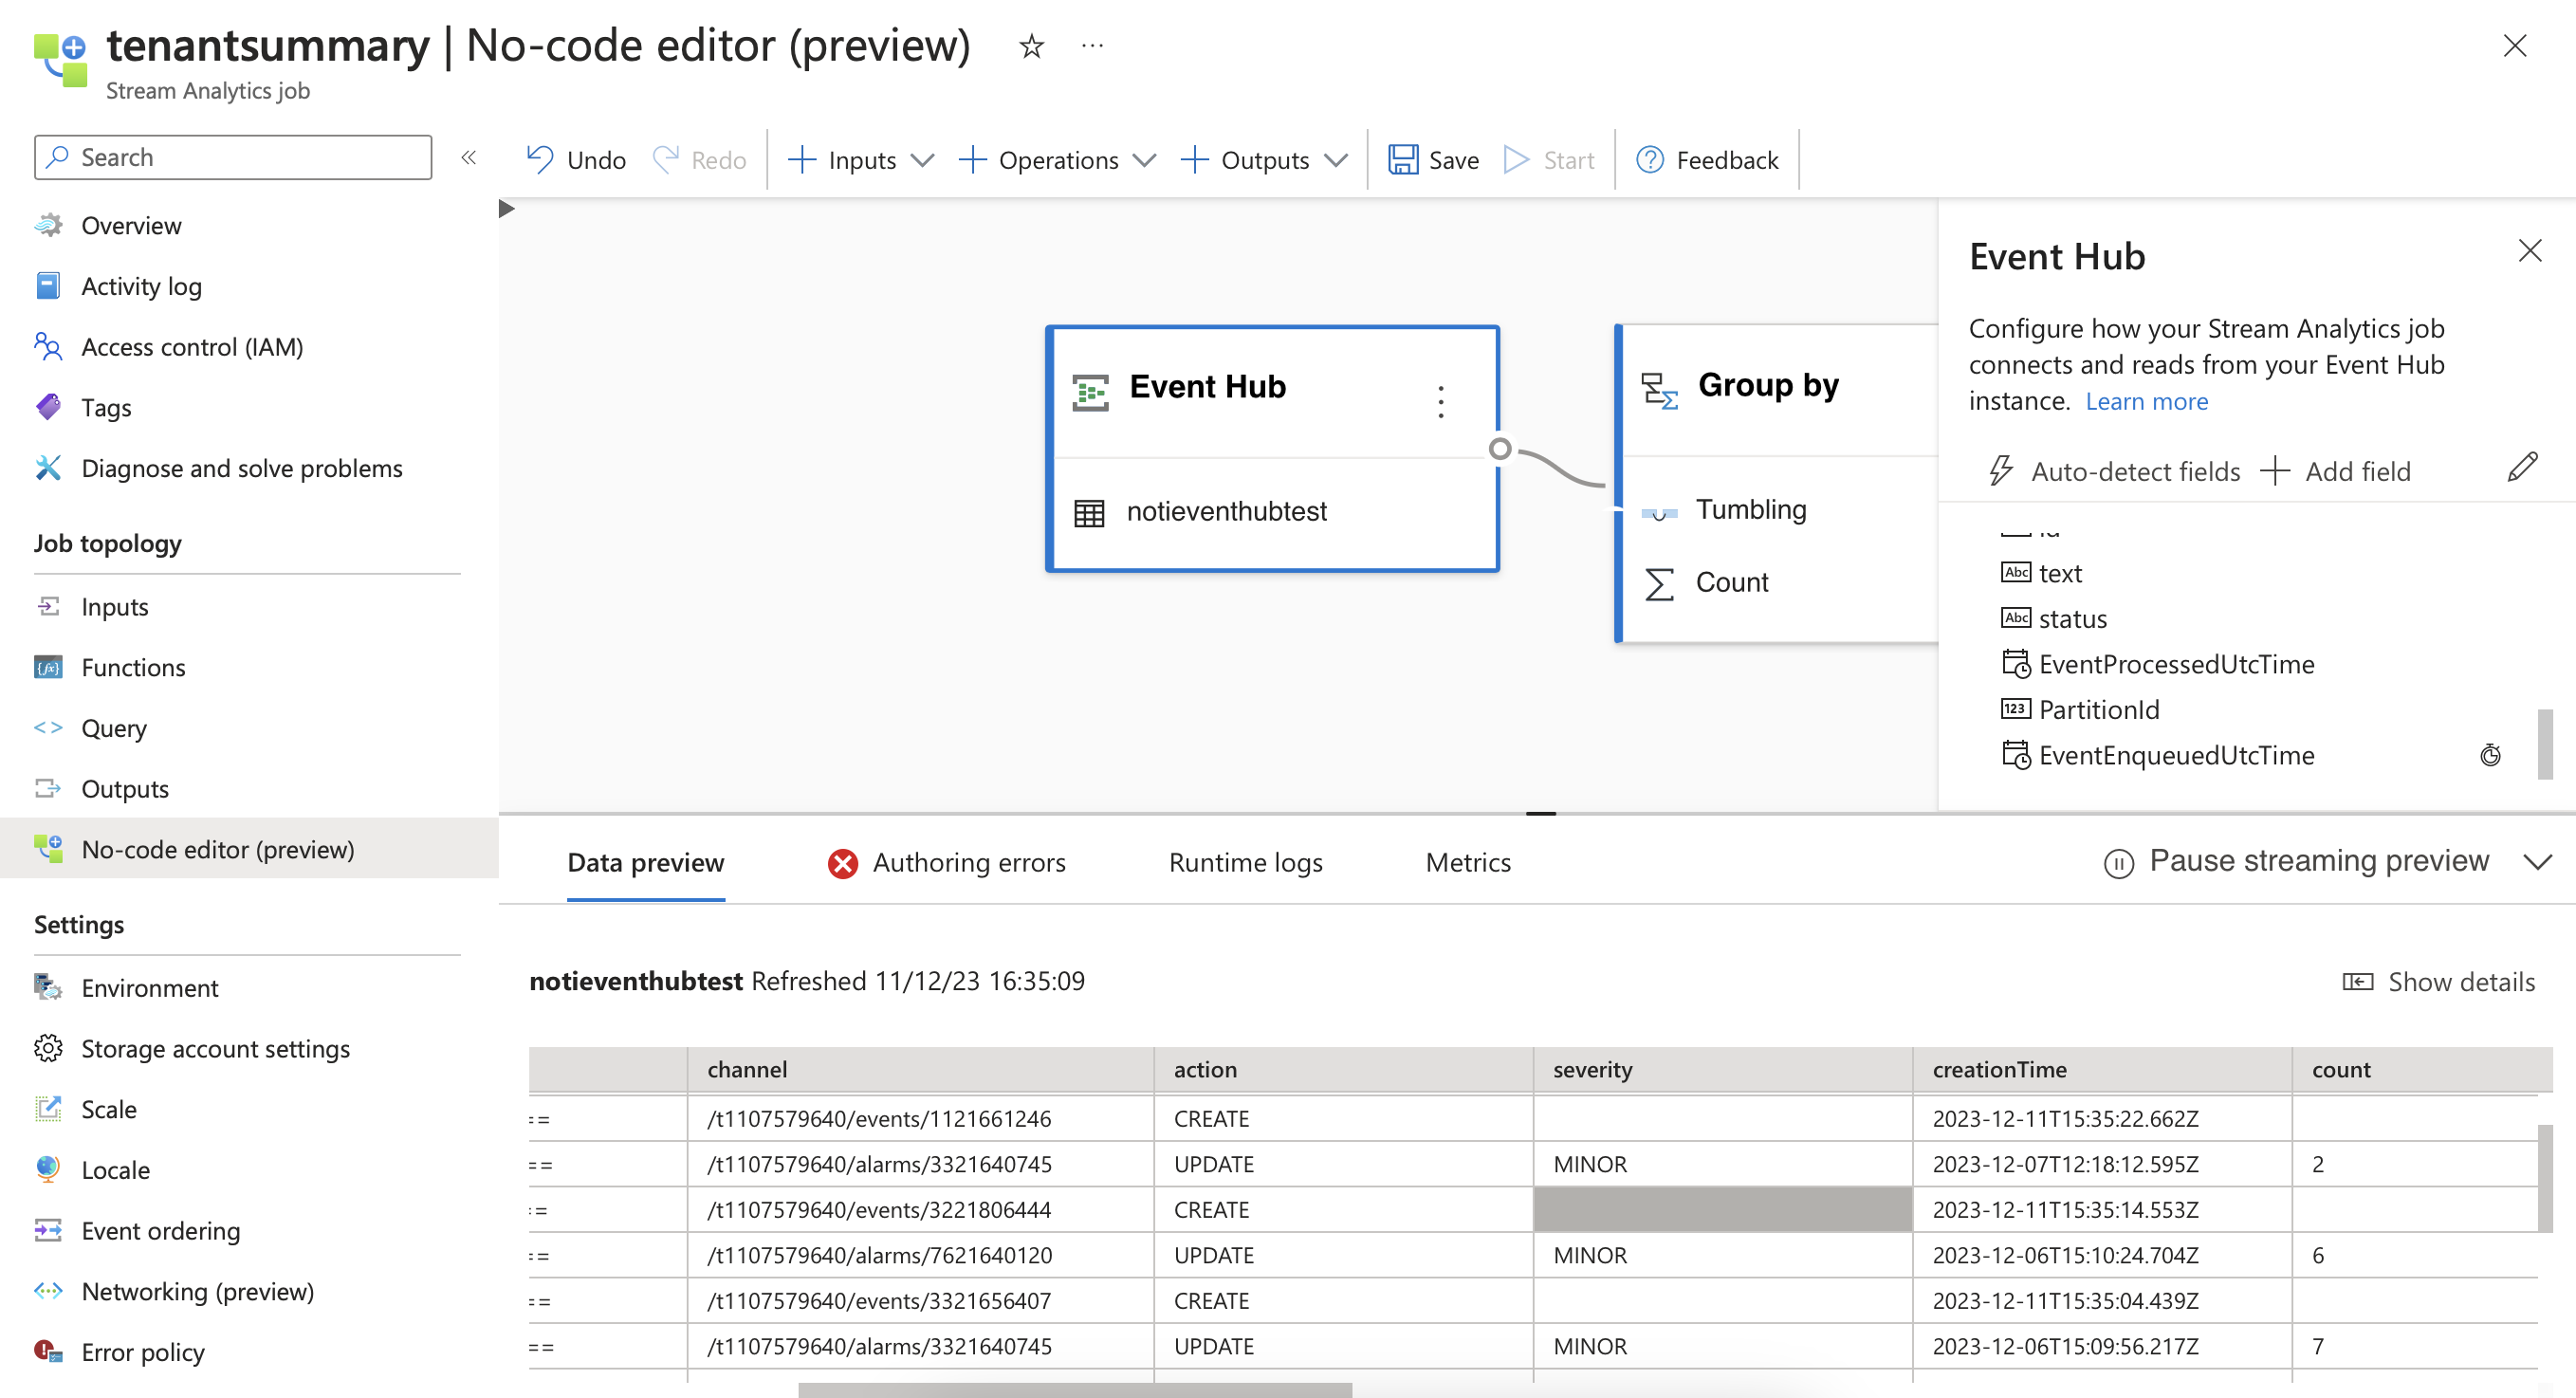 tenantsummary | No-code editor (preview)
Stream Analytics job
Search
Overview
Activity log
Access control (IAM)
Tags
Diagnose and solve problems
Job topology
Inputs
Functions
Query
Outputs
No-code editor (preview)
Settings
Environment
Storage account settings
Scale
Locale
Event ordering
Networking (preview)
Error policy
Undo Redo Inputs Operations Outputs Save Start Feedback
Event Hub
notieventhubtest
Group by
Tumbling
Count
Event Hub
Configure how your Stream Analytics job
connects and reads from your Event Hub
instance. Learn more
Auto-detect fields Add field
Abc text
Abc status
EventProcessedUtcTime
123 PartitionId
EventEnqueuedUtcTime
Data preview Authoring errors Runtime logs Metrics Pause streaming preview
notieventhubtest Refreshed 11/12/23 16:35:09 Show details
channel action severity creationTime count
== /t1107579640/events/1121661246 CREATE 2023-12-11T15:35:22.662Z
== /t1107579640/alarms/3321640745 UPDATE MINOR 2023-12-07T12:18:12.595Z 2
== /t1107579640/events/3221806444 CREATE 2023-12-11T15:35:14.553Z
== /t1107579640/alarms/7621640120 UPDATE MINOR 2023-12-06T15:10:24.704Z 6
== /t1107579640/events/3321656407 CREATE 2023-12-11T15:35:04.439Z
== /t1107579640/alarms/3321640745 UPDATE MINOR 2023-12-06T15:09:56.217Z 7